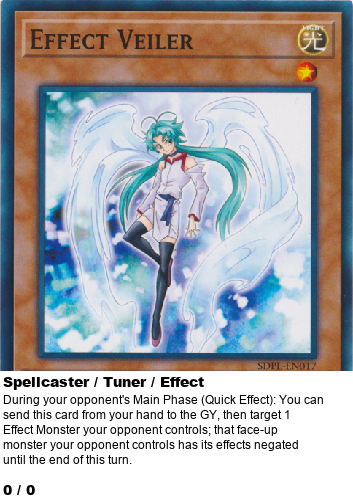 Effect Veiler
LIGHT
光
SDPL-EN017
Spellcaster / Tuner / Effect
During your opponent's Main Phase (Quick Effect): You can
send this card from your hand to the GY, then target 1
Effect Monster your opponent controls; that face-up
monster your opponent controls has its effects negated
until the end of this turn.
0 / 0